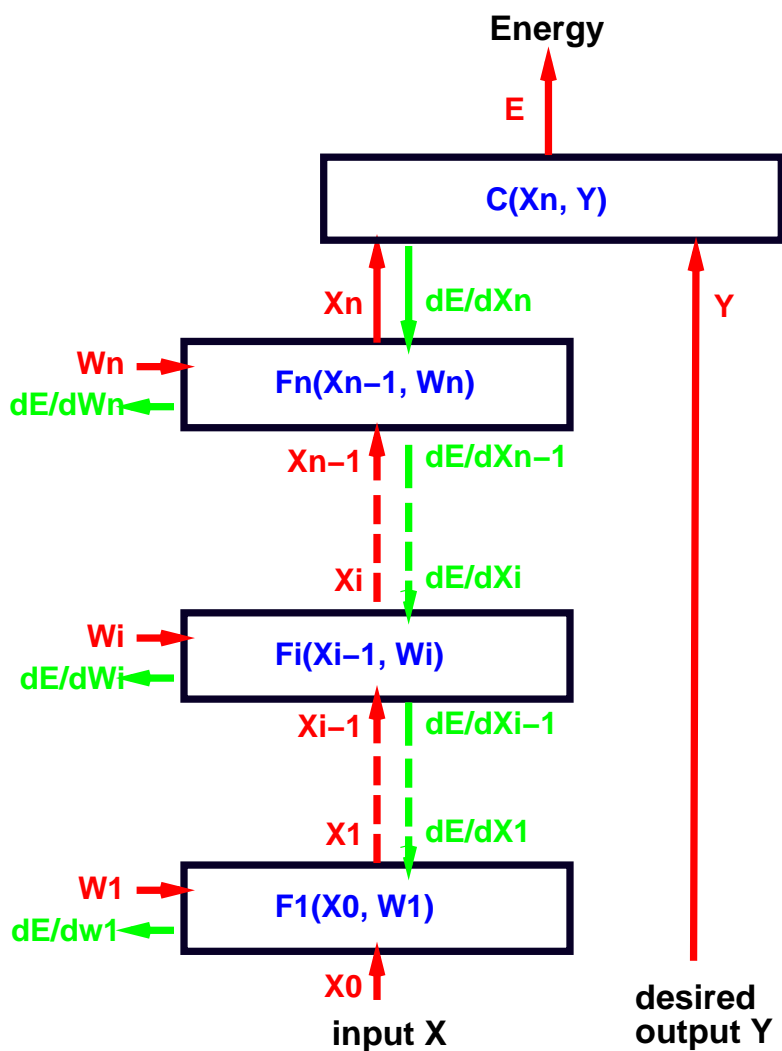 Energy
E
C(Xn, Y)
Xn
dE/dXn
Y
Wn
Fn(Xn−1, Wn)
dE/dWn
Xn−1
dE/dXn−1
Xi
dE/dXi
Wi
Fi(Xi−1, Wi)
dE/dWi
Xi−1
dE/dXi−1
X1
dE/dX1
W1
F1(X0, W1)
dE/dw1
X0
input X
desired
output Y